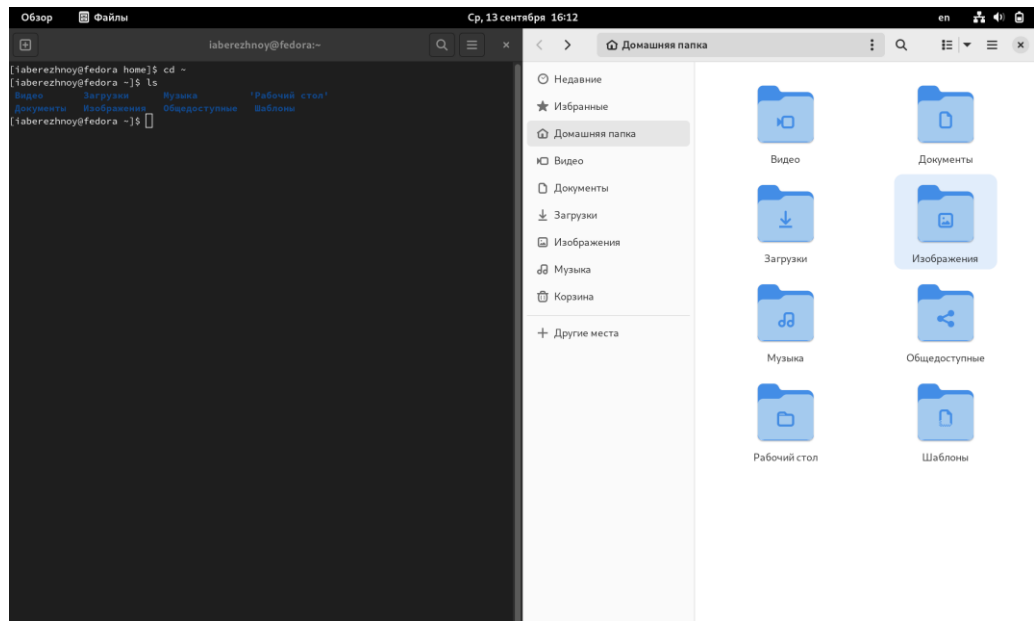 Обзор Файлы Ср, 13 сентября 16:12 en
iaberezhnoy@fedora:~
Домашняя папка
[iaberezhnoy@fedora home]$ cd ~
[iaberezhnoy@fedora ~]$ ls
Видео Загрузки Музыка 'Рабочий стол'
Документы Изображения Общедоступные Шаблоны
[iaberezhnoy@fedora ~]$
Недавние
Избранные
Домашняя папка
Видео
Документы
Загрузки
Изображения
Музыка
Корзина
Другие места
Видео Документы
Загрузки Изображения
Музыка Общедоступные
Рабочий стол Шаблоны